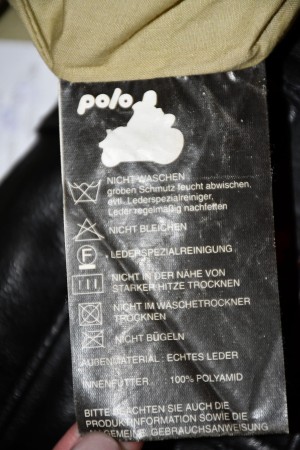 polo
NICHT WASCHEN
groben Schmutz feucht abwischen,
evtl. Lederspezialreiniger,
Leder regelmäßig nachfetten
NICHT BLEICHEN
F
LEDERSPEZIALREINIGUNG
NICHT IN DER NÄHE VON
STARKER HITZE TROCKNEN
NICHT IM WÄSCHETROCKNER
TROCKNEN
NICHT BÜGELN
AUßENMATERIAL : ECHTES LEDER
INNENFUTTER : 100% POLYAMID
BITTE BEACHTEN SIE AUCH DIE
PRODUKTINFORMATION SOWIE DIE
ALLGEMEINE GEBRAUCHSANWEISUNG